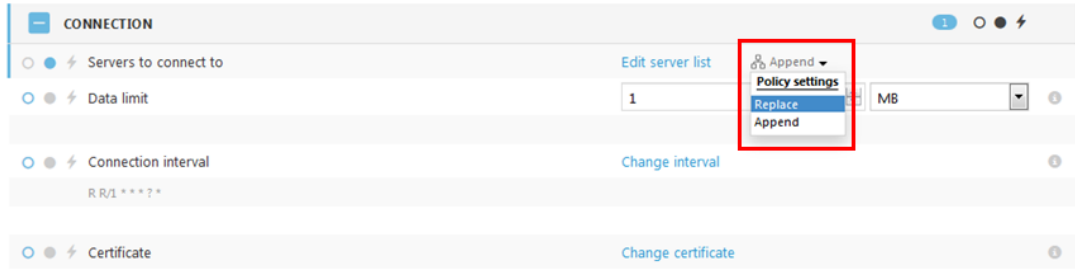 CONNECTION 1
Servers to connect to Edit server list Append
Policy settings
Data limit 1 MB
Replace
Append
Connection interval Change interval
R R/1 * * * ? *
Certificate Change certificate